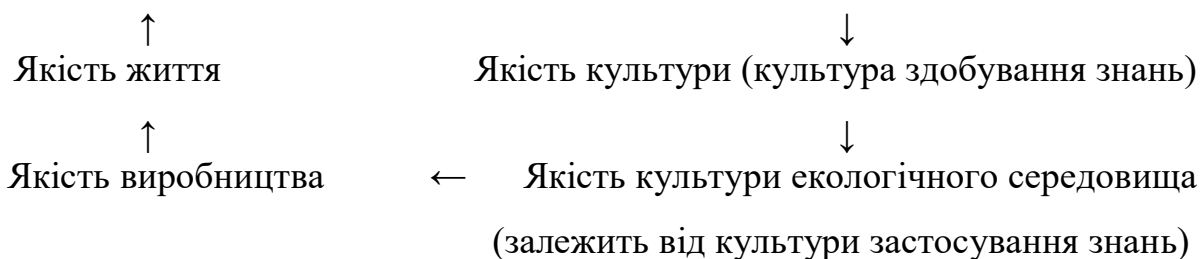 ↑ ↓
Якість життя Якість культури (культура здобування знань)
↑ ↓
Якість виробництва ← Якість культури екологічного середовища
(залежить від культури застосування знань)